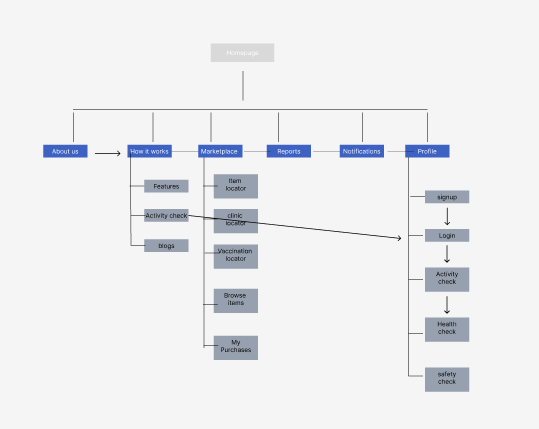 Homepage
About us
How it works
Marketplace
Reports
Notifications
Profile
Features
Activity check
blogs
Item
locator
clinic
locator
Vaccination
locator
Browse
items
My
Purchases
signup
Login
Activity
check
Health
check
safety
check